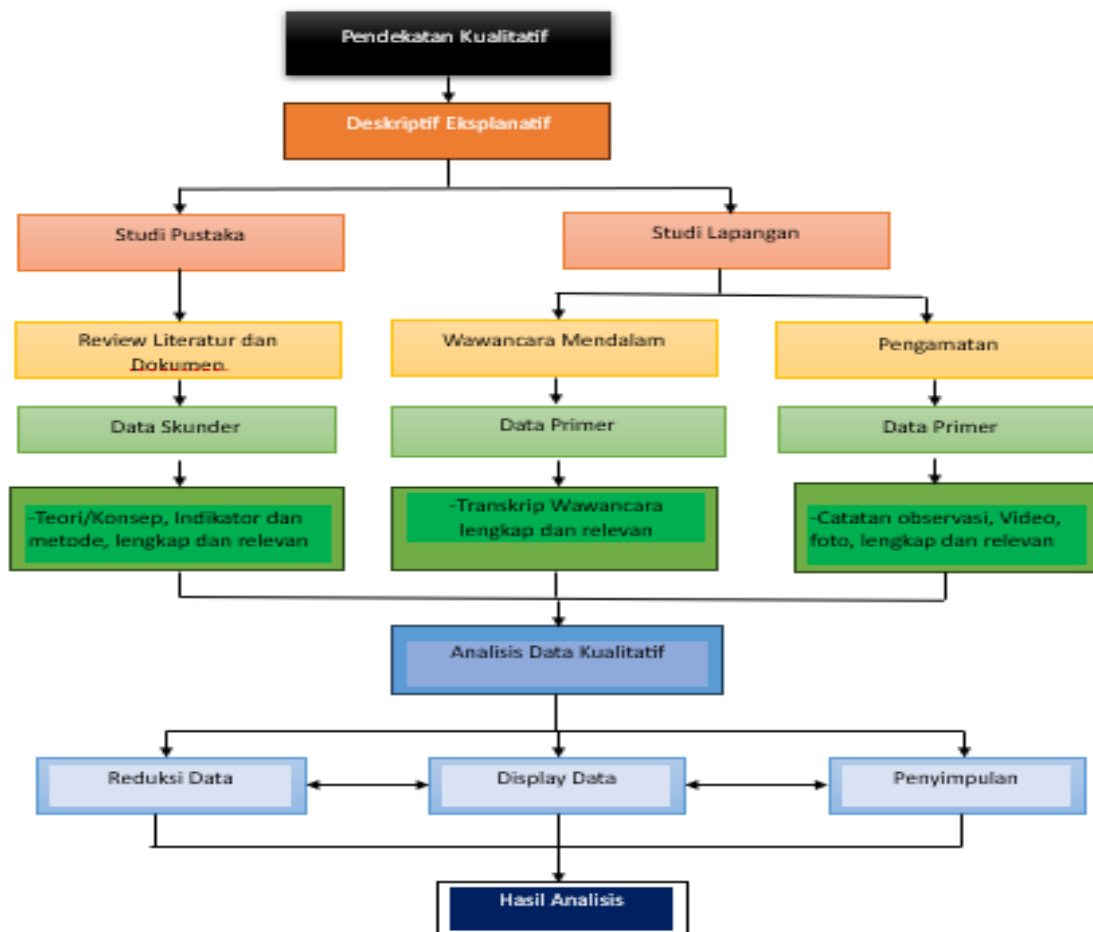 Pendekatan Kualitatif
Deskriptif Eksplanatif
Studi Pustaka
Studi Lapangan
Review Literatur dan
Dokumen
Wawancara Mendalam
Pengamatan
Data Skunder
Data Primer
Data Primer
-Teori/Konsep, Indikator dan
metode, lengkap dan relevan
-Transkrip Wawancara
lengkap dan relevan
-Catatan observasi, Video,
foto, lengkap dan relevan
Analisis Data Kualitatif
Reduksi Data
Display Data
Penyimpulan
Hasil Analisis